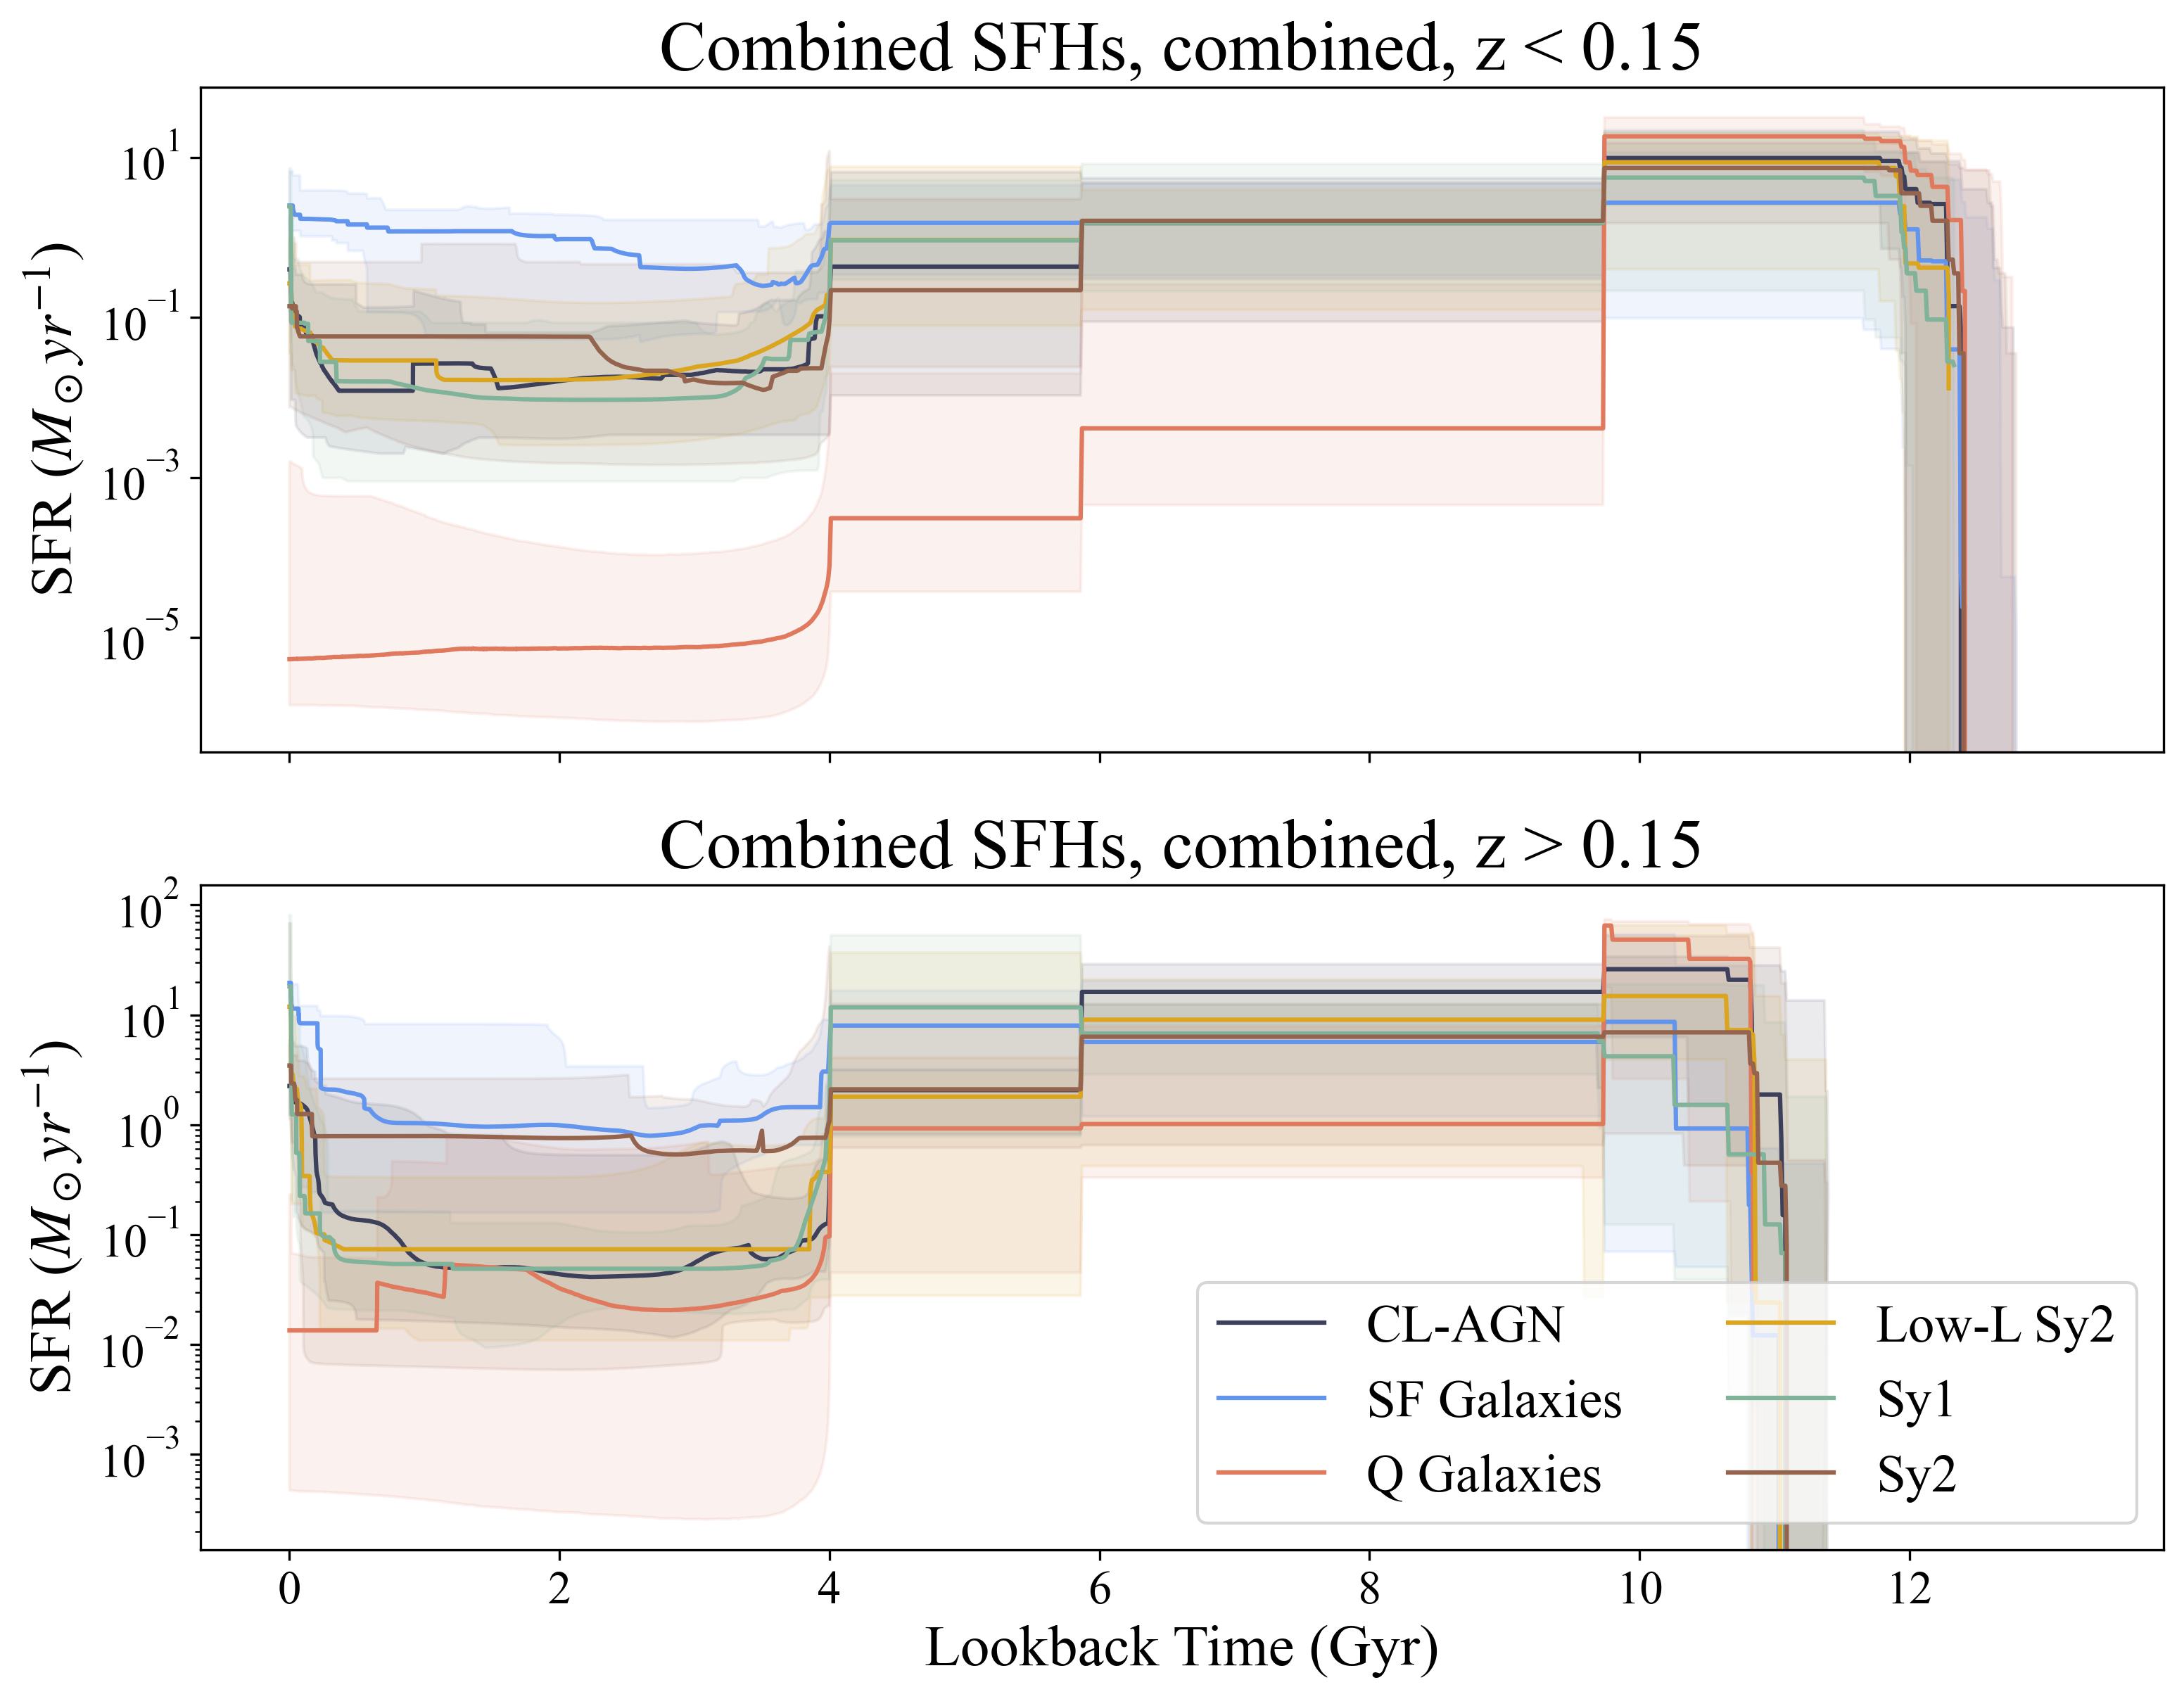 Combined SFHs, combined, z < 0.15
10^1
10^-1
10^-3
10^-5
SFR (M⊙yr^-1)
Combined SFHs, combined, z > 0.15
10^2
10^1
10^0
10^-1
10^-2
10^-3
SFR (M⊙yr^-1)
CL-AGN
SF Galaxies
Q Galaxies
Low-L Sy2
Sy1
Sy2
0 2 4 6 8 10 12
Lookback Time (Gyr)